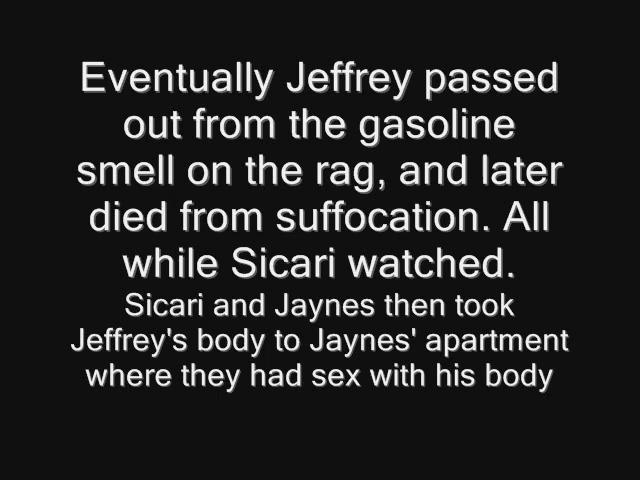 Eventually Jeffrey passed
out from the gasoline
smell on the rag, and later
died from suffocation. All
while Sicari watched.
Sicari and Jaynes then took
Jeffrey's body to Jaynes' apartment
where they had sex with his body